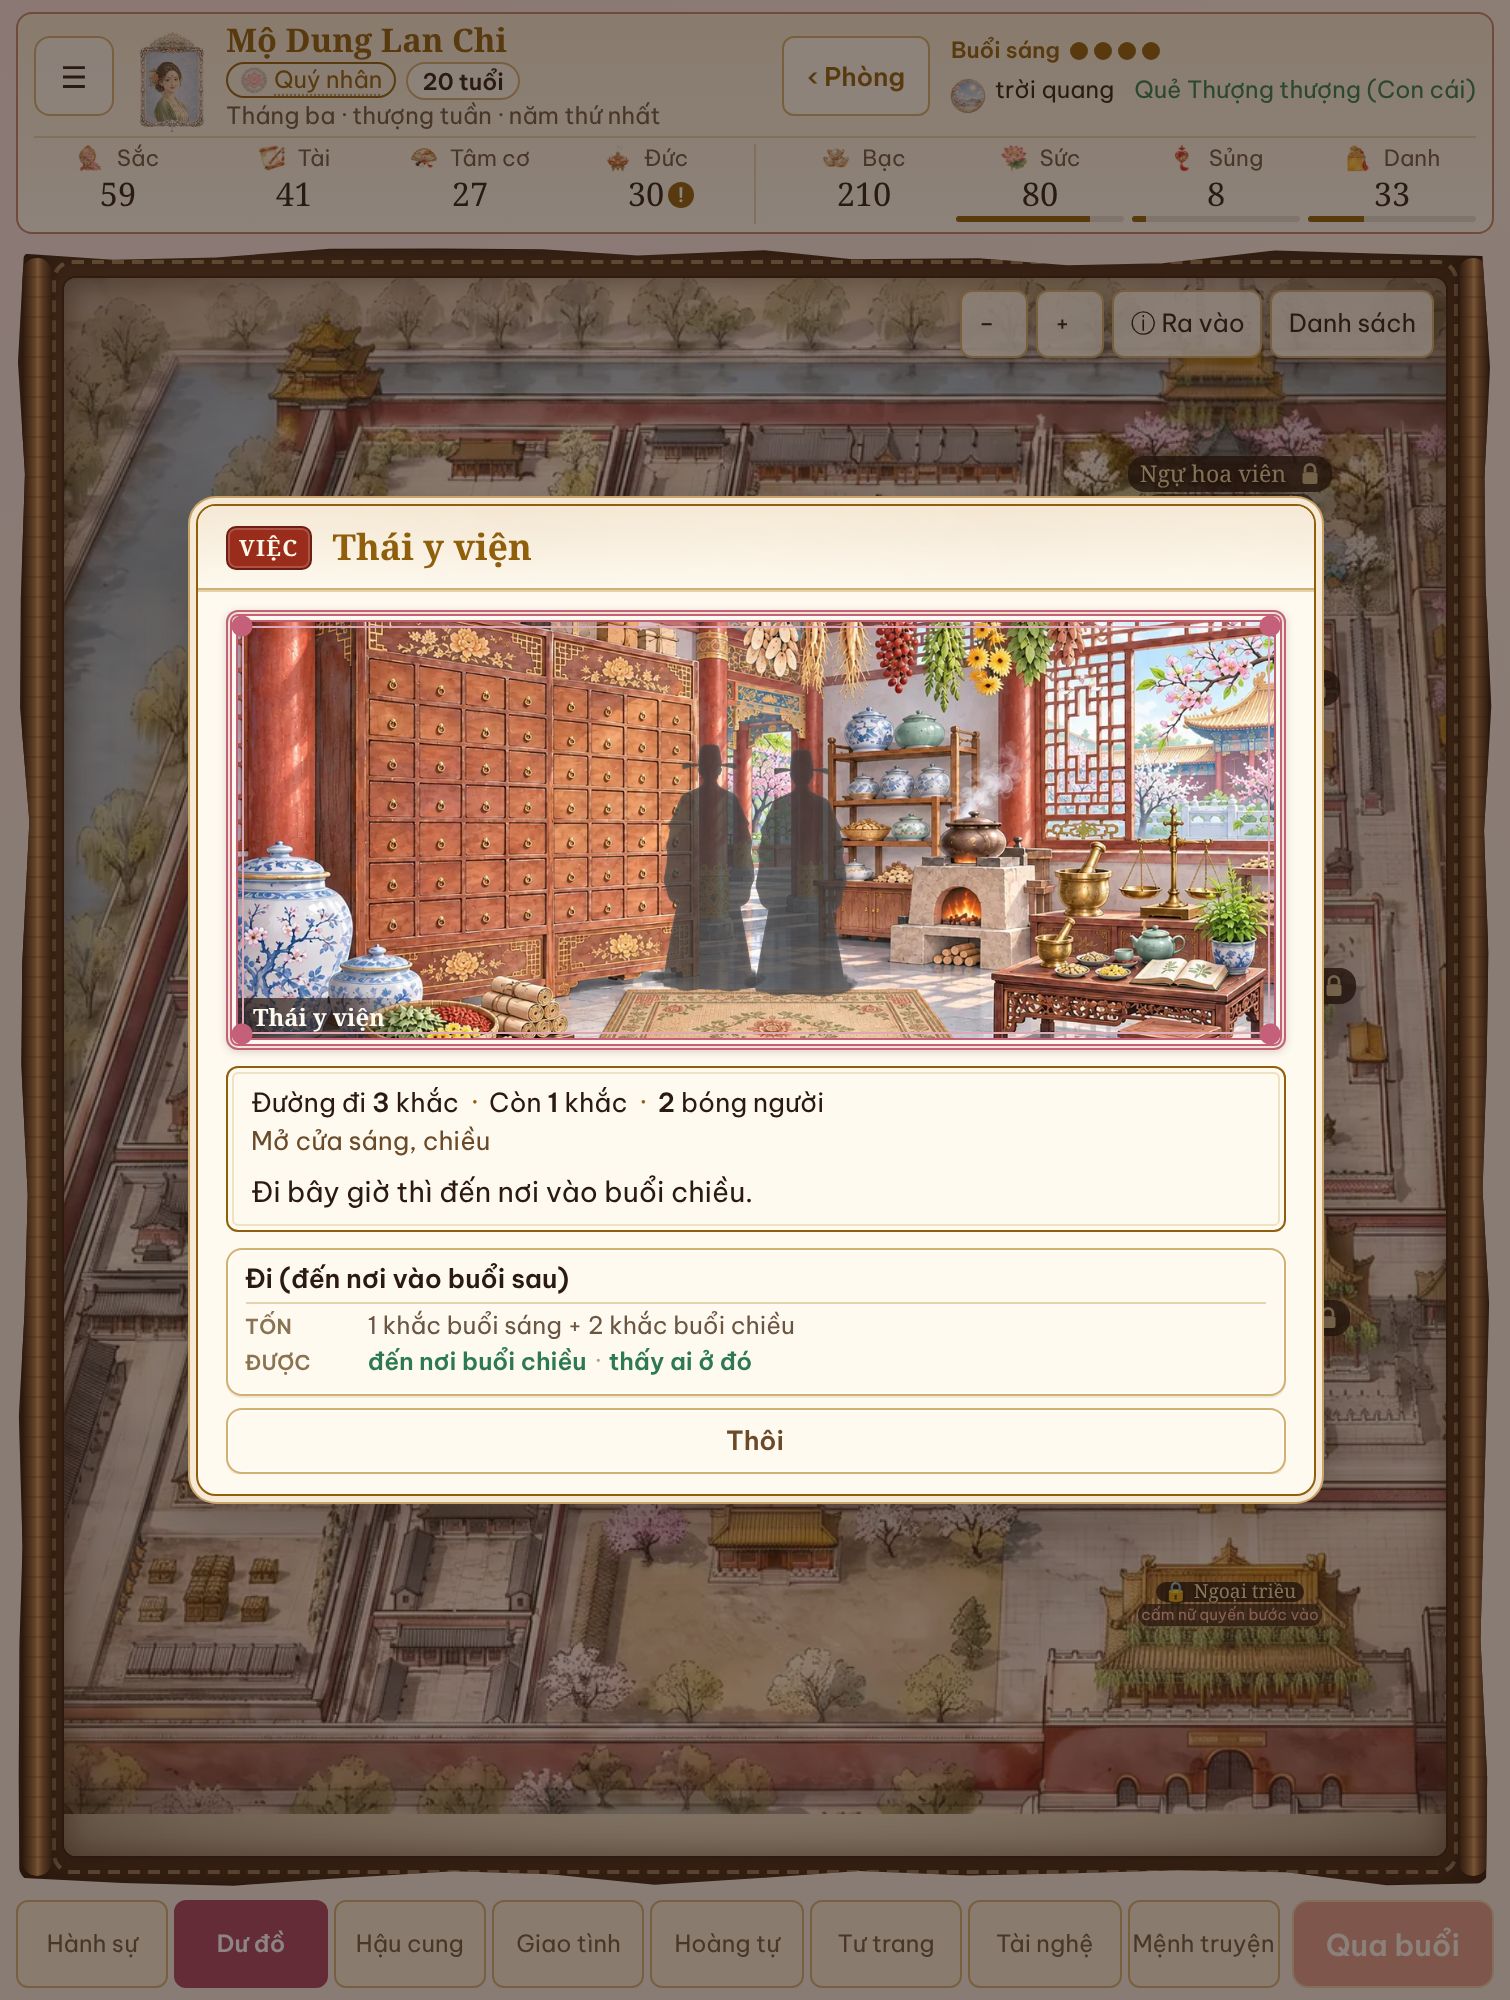 ☰
Mộ Dung Lan Chi
Quý nhân
20 tuổi
Tháng ba · thượng tuần · năm thứ nhất
‹ Phòng
Buổi sáng
trời quang
Quẻ Thượng thượng (Con cái)
Sắc
59
Tài
41
Tâm cơ
27
Đức
30 !
Bạc
210
Sức
80
Sủng
8
Danh
33
−
+
ⓘ Ra vào
Danh sách
Ngự hoa viên
VIỆC
Thái y viện
Thái y viện
Đường đi 3 khắc · Còn 1 khắc · 2 bóng người
Mở cửa sáng, chiều
Đi bây giờ thì đến nơi vào buổi chiều.
Đi (đến nơi vào buổi sau)
TỐN 1 khắc buổi sáng + 2 khắc buổi chiều
ĐƯỢC đến nơi buổi chiều · thấy ai ở đó
Thôi
Ngoại triều
cấm nữ quyến bước vào
Hành sự
Dư đồ
Hậu cung
Giao tình
Hoàng tự
Tư trang
Tài nghệ
Mệnh truyện
Qua buổi